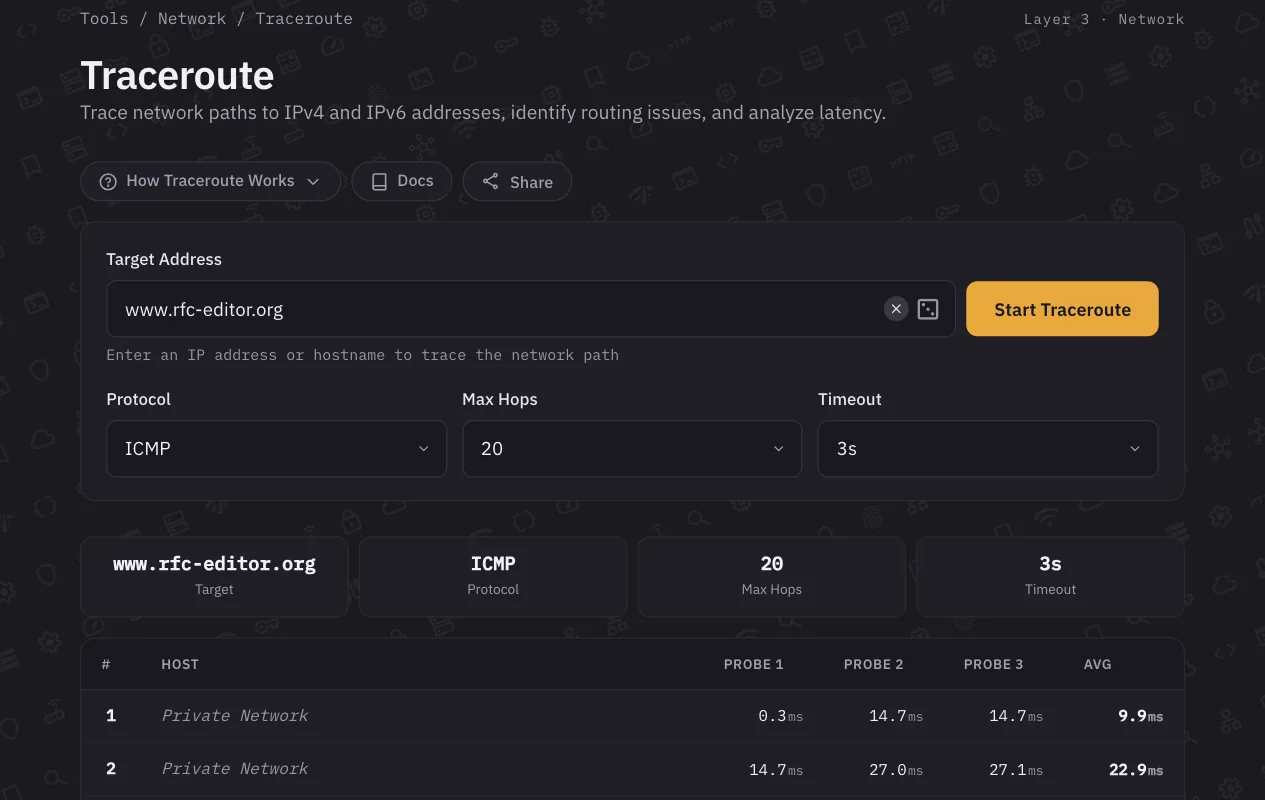 Tools / Network / Traceroute
Layer 3 · Network
Traceroute
Trace network paths to IPv4 and IPv6 addresses, identify routing issues, and analyze latency.
How Traceroute Works
Docs
Share
Target Address
www.rfc-editor.org
Start Traceroute
Enter an IP address or hostname to trace the network path
Protocol
Max Hops
Timeout
ICMP
20
3s
www.rfc-editor.org
Target
ICMP
Protocol
20
Max Hops
3s
Timeout
# HOST PROBE 1 PROBE 2 PROBE 3 AVG
1 Private Network 0.3ms 14.7ms 14.7ms 9.9ms
2 Private Network 14.7ms 27.0ms 27.1ms 22.9ms